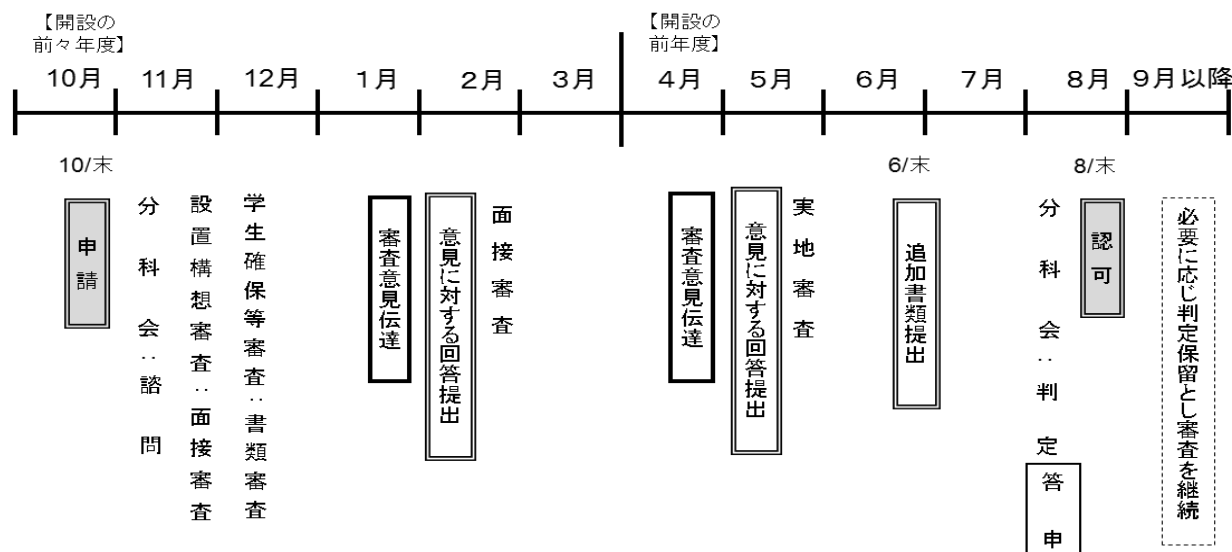 【開設の
前々年度】
【開設の
前年度】
10月 11月 12月 1月 2月 3月 4月 5月 6月 7月 8月 9月以降
10/末
6/末
8/末
申請
分科会：諮問
設置構想審査：面接審査
学生確保等審査：書類審査
審査意見伝達
意見に対する回答提出
面接審査
審査意見伝達
意見に対する回答提出
実地審査
追加書類提出
分科会：判定
答申
認可
必要に応じ判定保留とし審査を継続